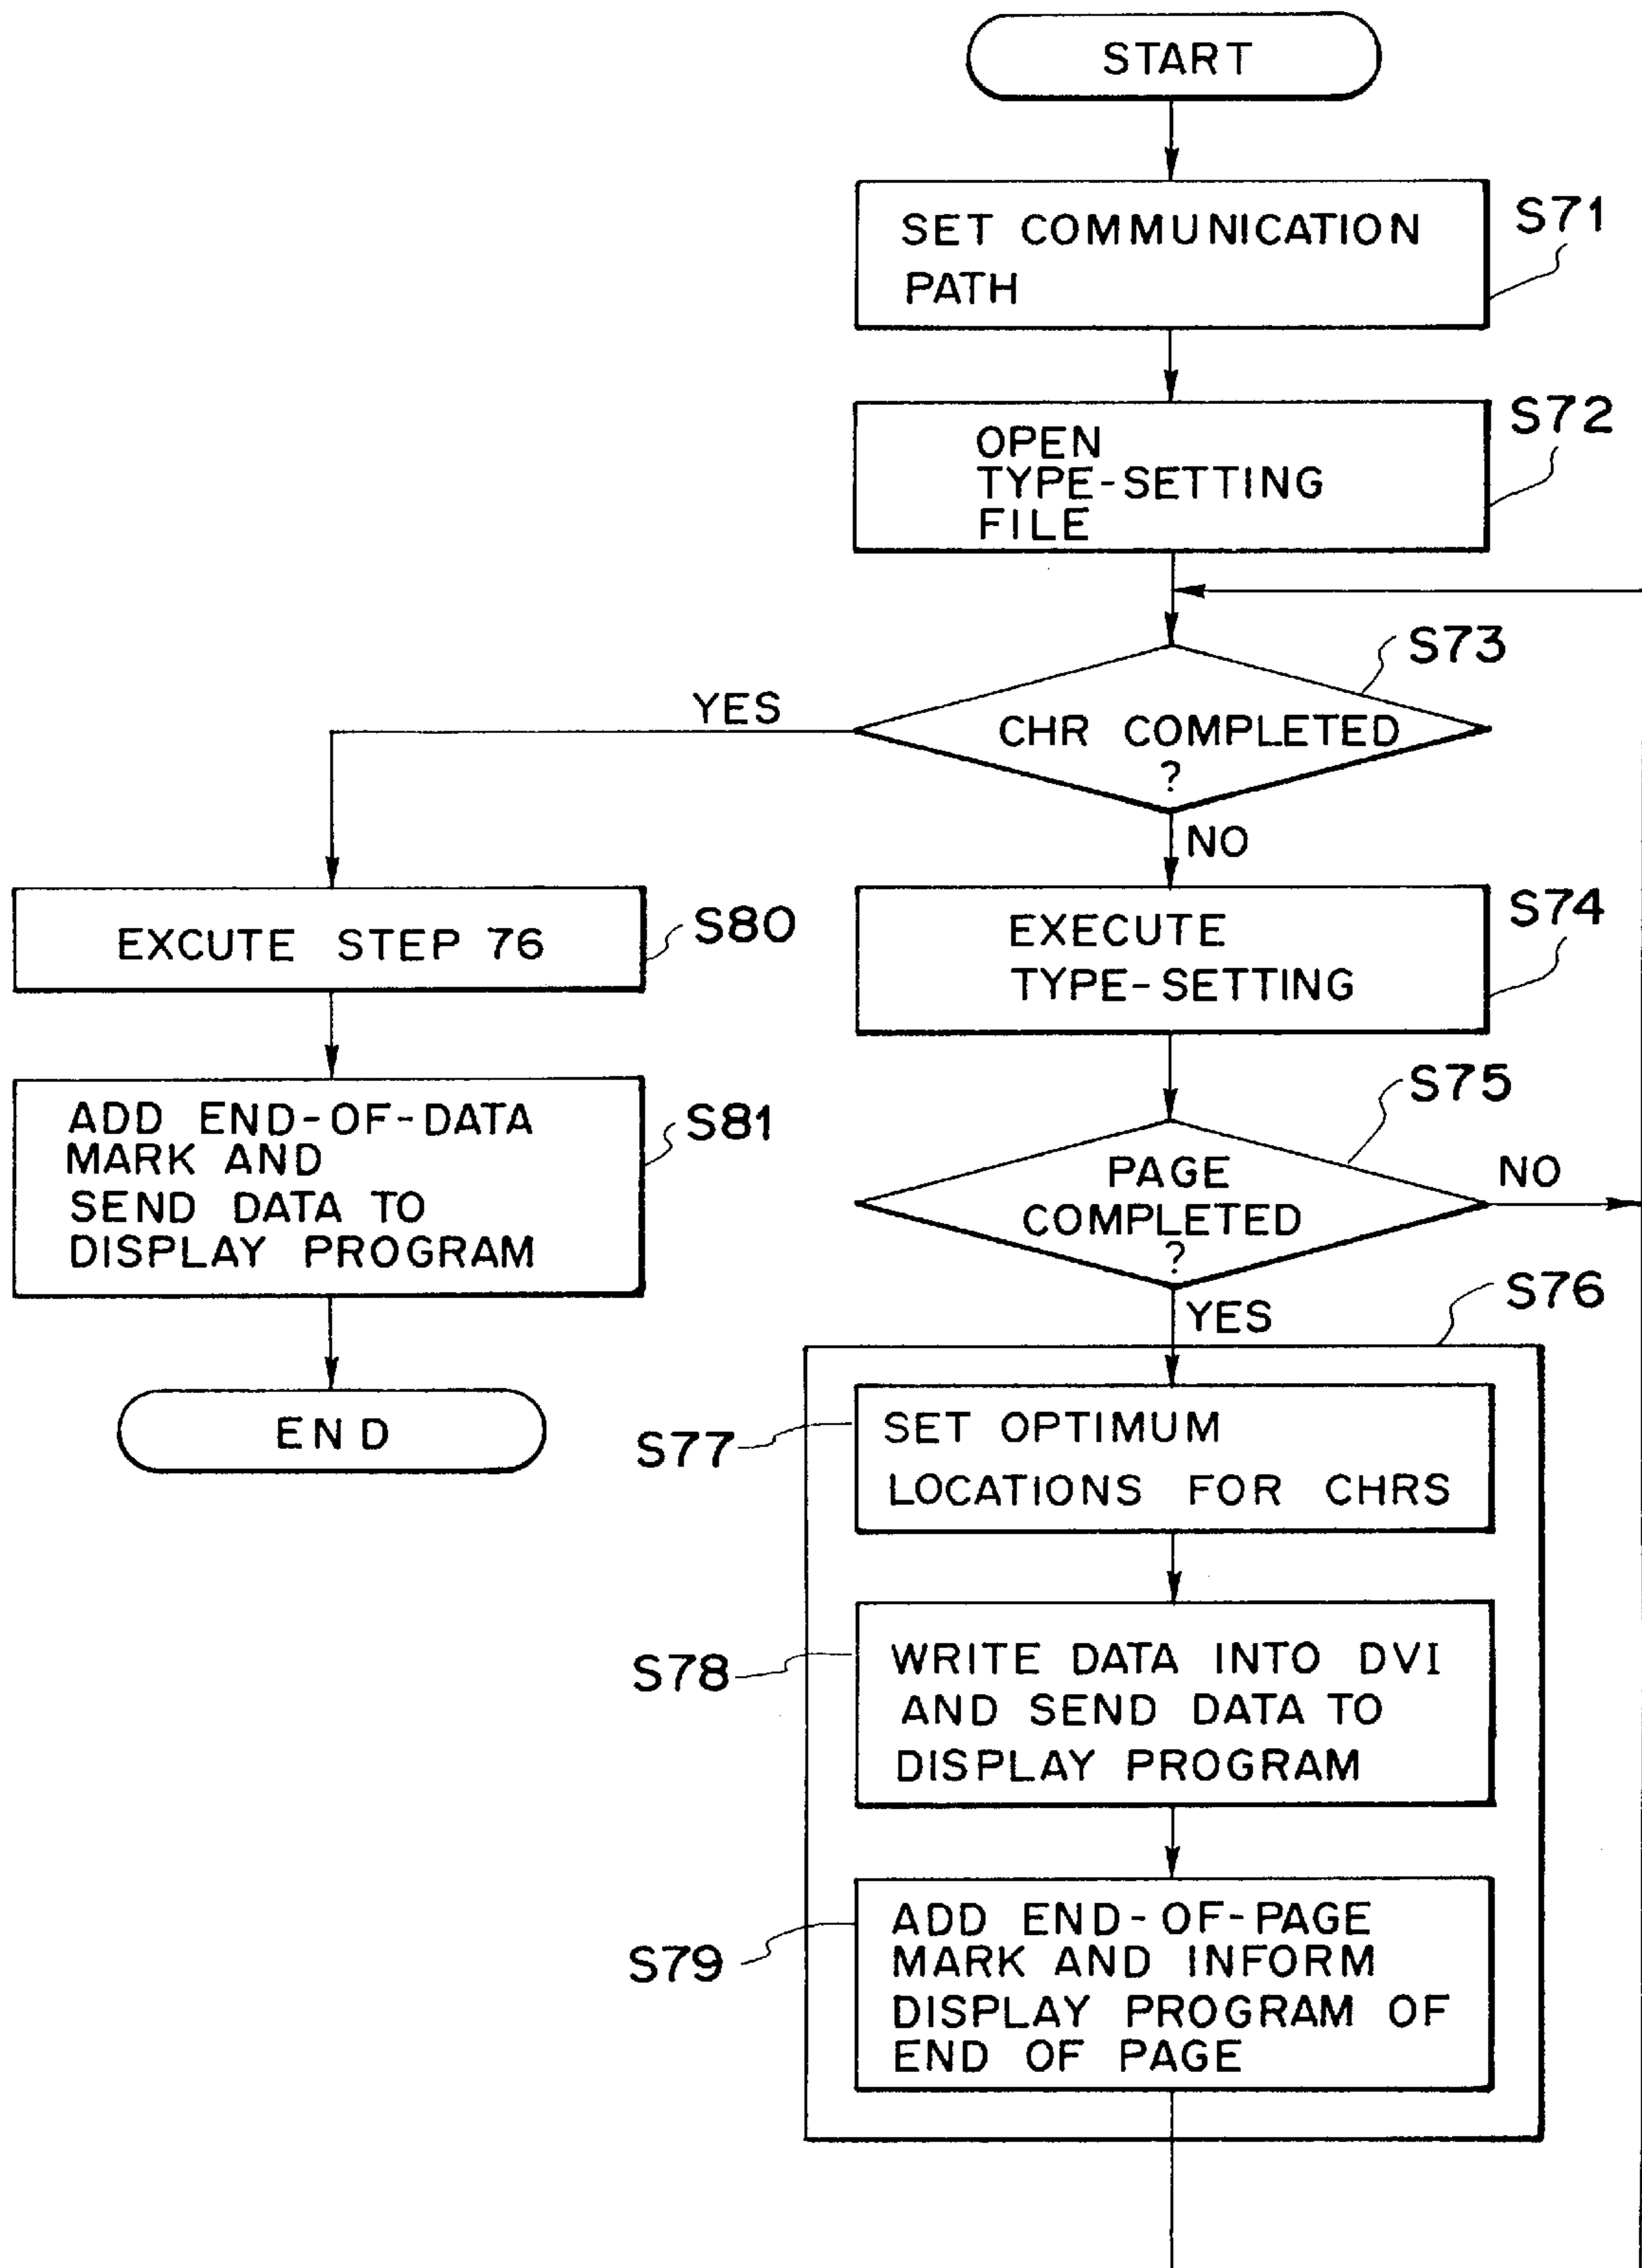 START
SET COMMUNICATION
PATH
S71
OPEN
TYPE-SETTING
FILE
S72
S73
CHR COMPLETED
?
YES
NO
EXCUTE STEP 76
S80
EXECUTE
TYPE-SETTING
S74
ADD END-OF-DATA
MARK AND
SEND DATA TO
DISPLAY PROGRAM
S81
S75
PAGE
COMPLETED
?
NO
YES
S76
END
S77
SET OPTIMUM
LOCATIONS FOR CHRS
S78
WRITE DATA INTO DVI
AND SEND DATA TO
DISPLAY PROGRAM
S79
ADD END-OF-PAGE
MARK AND INFORM
DISPLAY PROGRAM OF
END OF PAGE